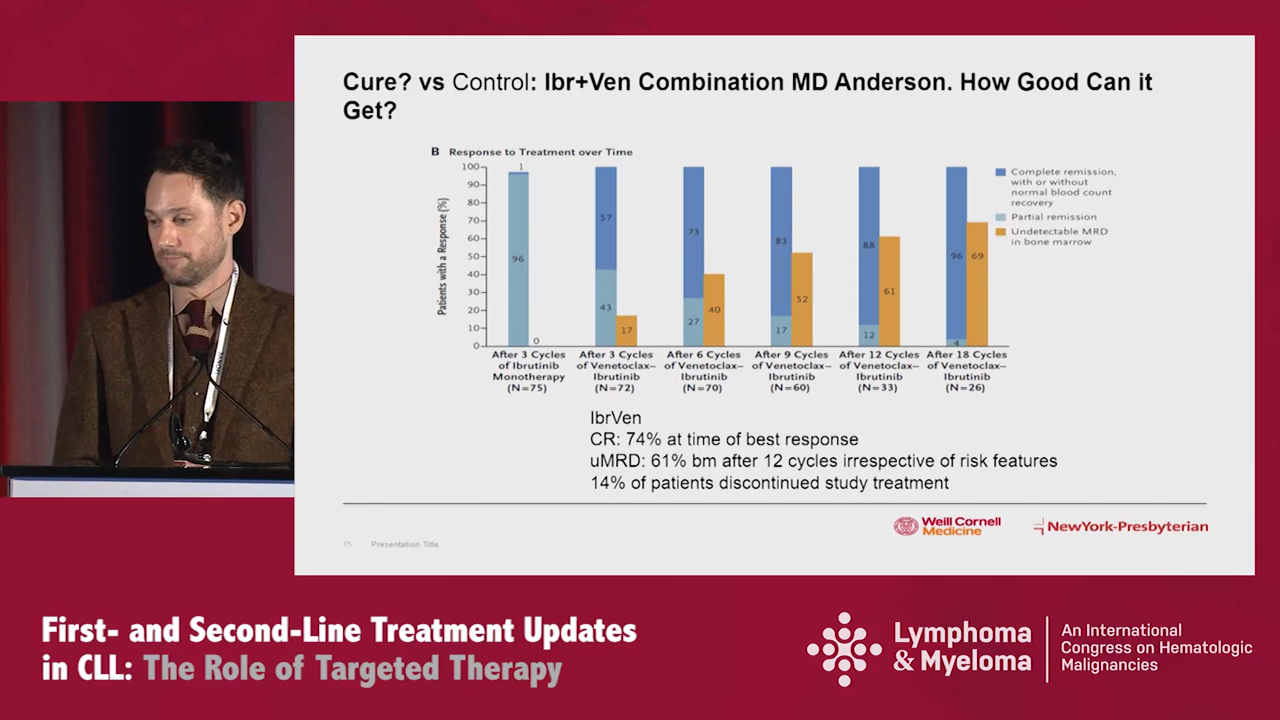 Cure? vs Control: Ibr+Ven Combination MD Anderson. How Good Can it
Get?
B Response to Treatment over Time
Patients with a Response (%)
100
90
80
70
60
50
40
30
20
10
0
1
96
0
57
43
17
73
27
40
83
17
52
88
12
61
96
4
69
After 3 Cycles
of Ibrutinib
Monotherapy
(N=75)
After 3 Cycles
of Venetoclax–
Ibrutinib
(N=72)
After 6 Cycles
of Venetoclax–
Ibrutinib
(N=70)
After 9 Cycles
of Venetoclax–
Ibrutinib
(N=60)
After 12 Cycles
of Venetoclax–
Ibrutinib
(N=33)
After 18 Cycles
of Venetoclax–
Ibrutinib
(N=26)
Complete remission,
with or without
normal blood count
recovery
Partial remission
Undetectable MRD
in bone marrow
IbrVen
CR: 74% at time of best response
uMRD: 61% bm after 12 cycles irrespective of risk features
14% of patients discontinued study treatment
Weill Cornell
Medicine
NewYork-Presbyterian
15 Presentation Title
First- and Second-Line Treatment Updates
in CLL: The Role of Targeted Therapy
Lymphoma
& Myeloma
An International
Congress on Hematologic
Malignancies